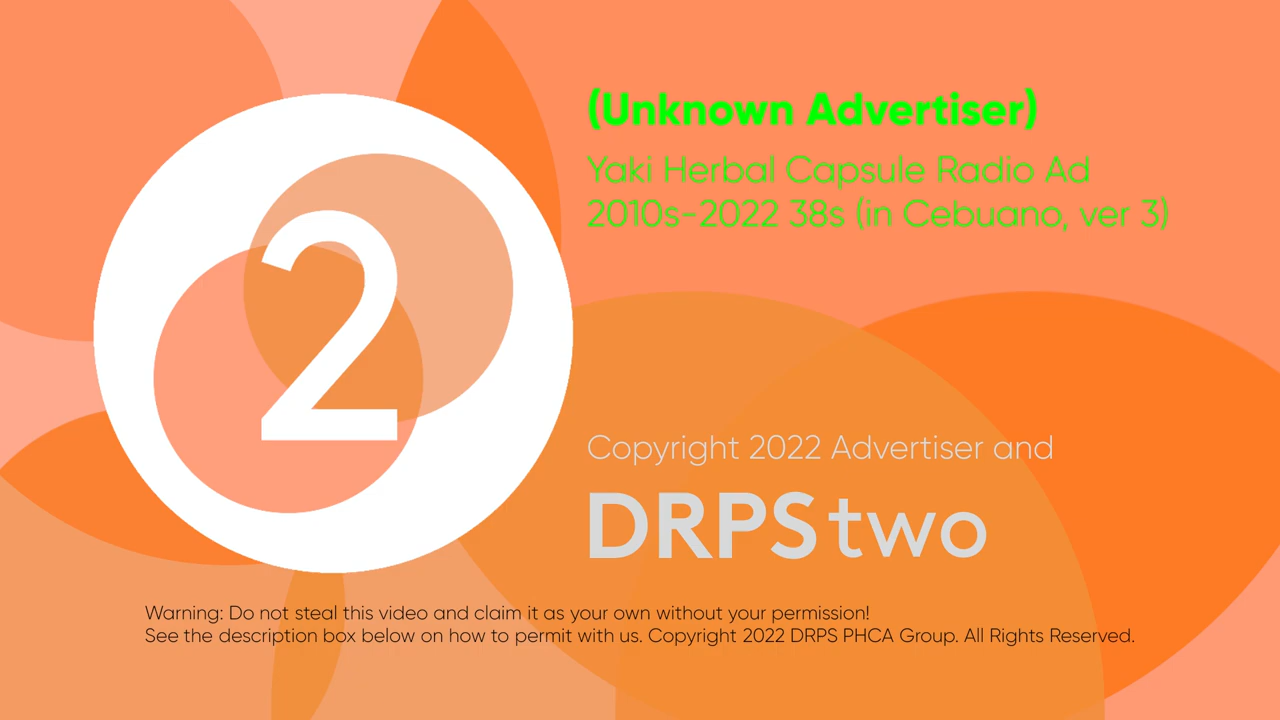 2
(Unknown Advertiser)
Yaki Herbal Capsule Radio Ad
2010s-2022 38s (in Cebuano, ver 3)
Copyright 2022 Advertiser and
DRPS two
Warning: Do not steal this video and claim it as your own without your permission!
See the description box below on how to permit with us. Copyright 2022 DRPS PHCA Group. All Rights Reserved.